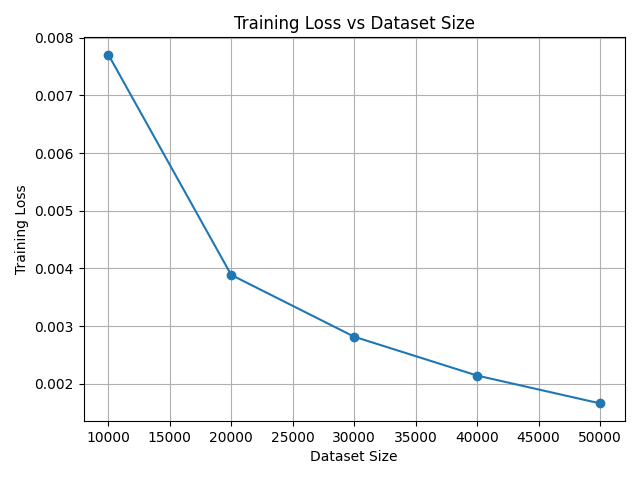 Training Loss vs Dataset Size
0.008
0.007
0.006
0.005
0.004
0.003
0.002
Training Loss
10000 15000 20000 25000 30000 35000 40000 45000 50000
Dataset Size